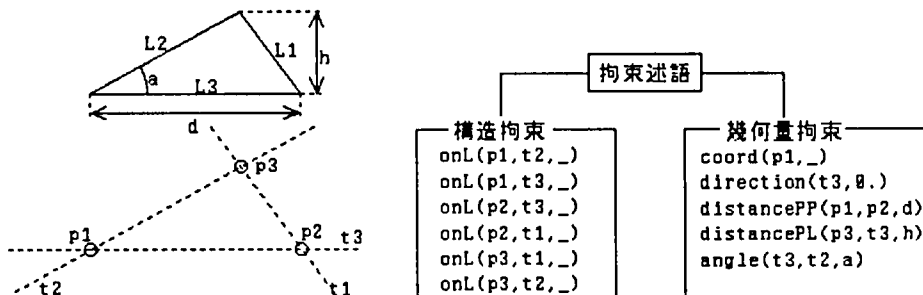 L2
L1
h
a
L3
d
p3
p1
p2
t3
t2
t1
拘束述語
構造拘束
onL(p1,t2,_)
onL(p1,t3,_)
onL(p2,t3,_)
onL(p2,t1,_)
onL(p3,t1,_)
onL(p3,t2,_)
幾何量拘束
coord(p1,_)
direction(t3,0.)
distancePP(p1,p2,d)
distancePL(p3,t3,h)
angle(t3,t2,a)